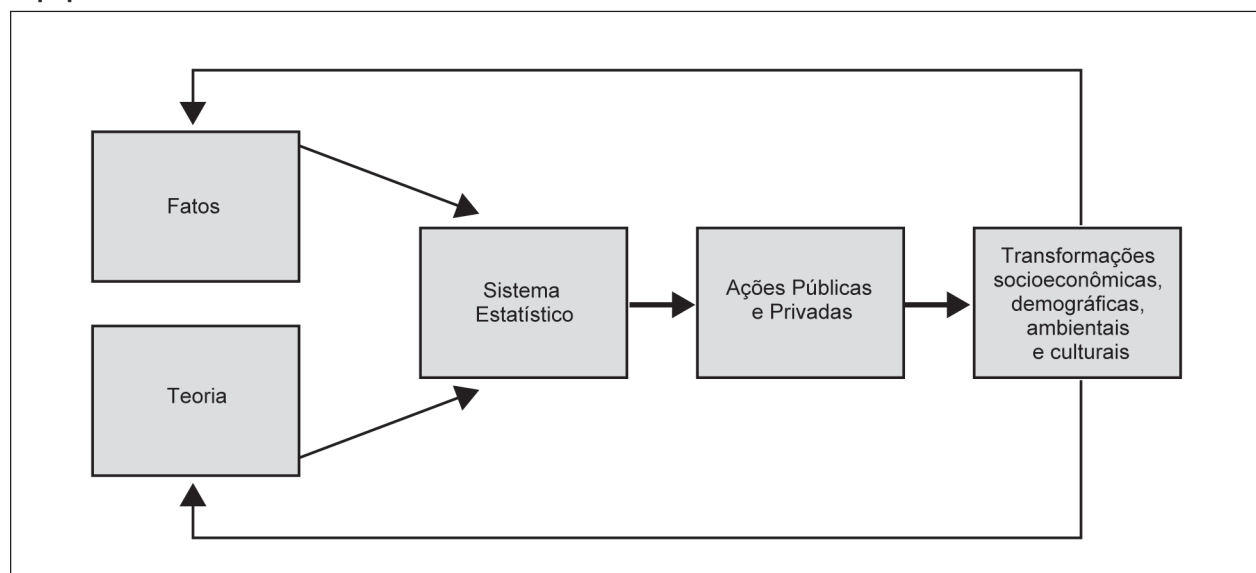 Fatos
Teoria
Sistema
Estatístico
Ações Públicas
e Privadas
Transformações
socioeconômicas,
demográficas,
ambientais
e culturais